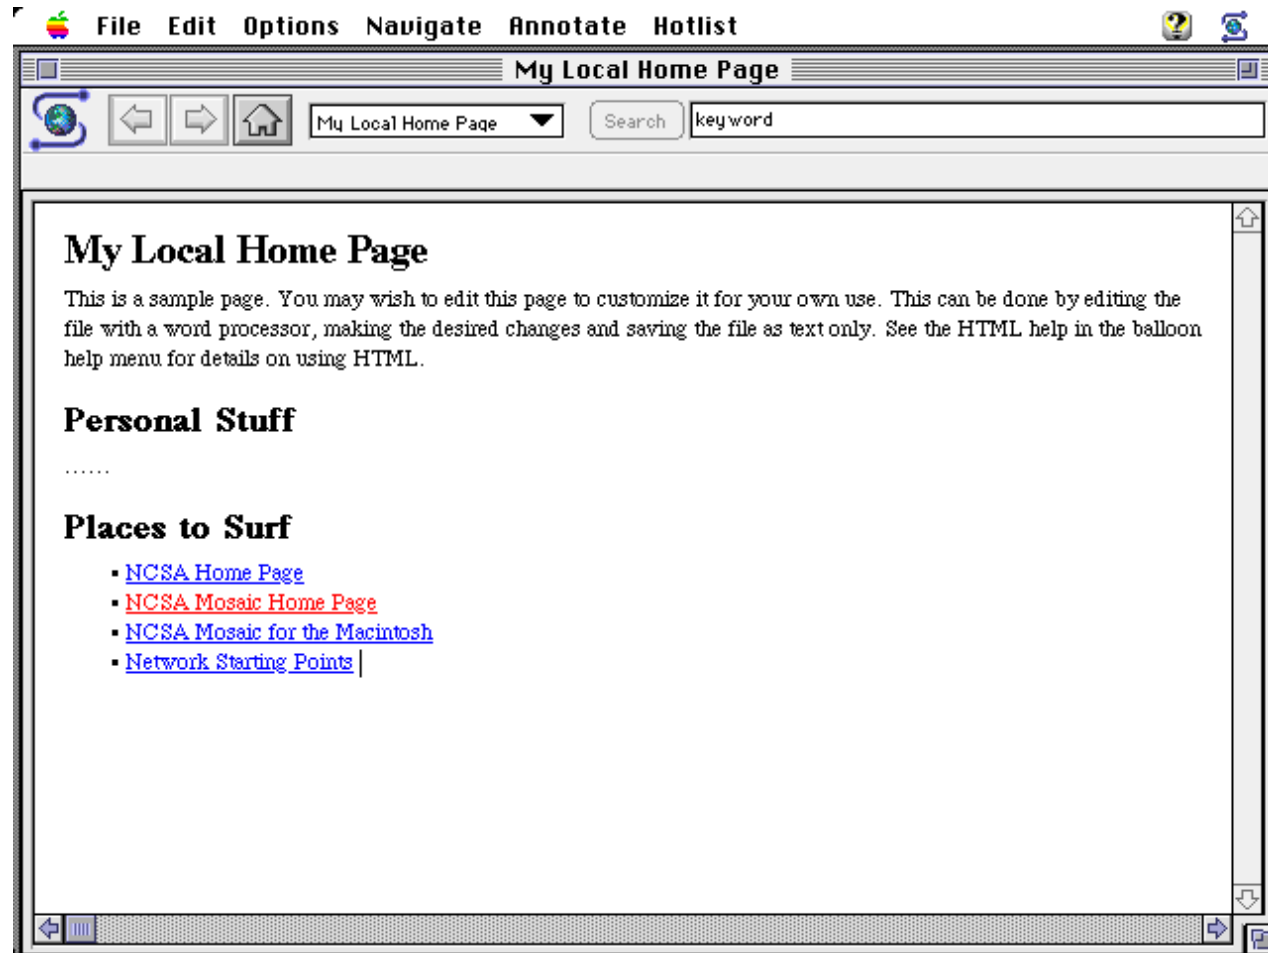 File Edit Options Navigate Annotate Hotlist
My Local Home Page
My Local Home Page Search keyword
My Local Home Page
This is a sample page. You may wish to edit this page to customize it for your own use. This can be done by editing the
file with a word processor, making the desired changes and saving the file as text only. See the HTML help in the balloon
help menu for details on using HTML.
Personal Stuff
......
Places to Surf
▪ NCSA Home Page
▪ NCSA Mosaic Home Page
▪ NCSA Mosaic for the Macintosh
▪ Network Starting Points